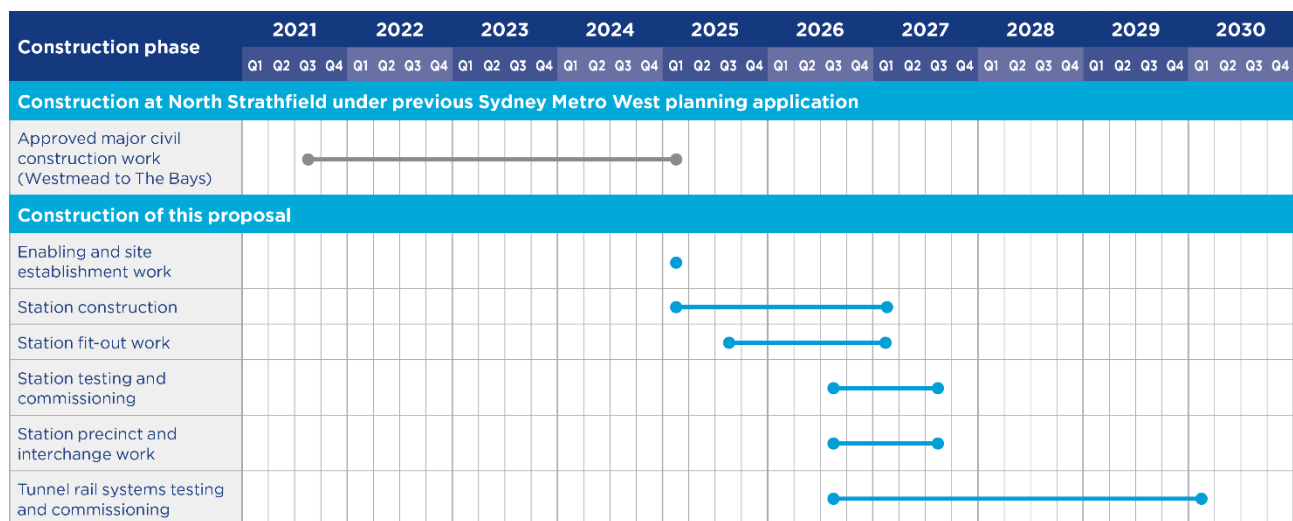 Construction phase
2021 2022 2023 2024 2025 2026 2027 2028 2029 2030
Q1 Q2 Q3 Q4 Q1 Q2 Q3 Q4 Q1 Q2 Q3 Q4 Q1 Q2 Q3 Q4 Q1 Q2 Q3 Q4 Q1 Q2 Q3 Q4 Q1 Q2 Q3 Q4 Q1 Q2 Q3 Q4 Q1 Q2 Q3 Q4 Q1 Q2 Q3 Q4
Construction at North Strathfield under previous Sydney Metro West planning application
Approved major civil
construction work
(Westmead to The Bays)
Construction of this proposal
Enabling and site
establishment work
Station construction
Station fit-out work
Station testing and
commissioning
Station precinct and
interchange work
Tunnel rail systems testing
and commissioning